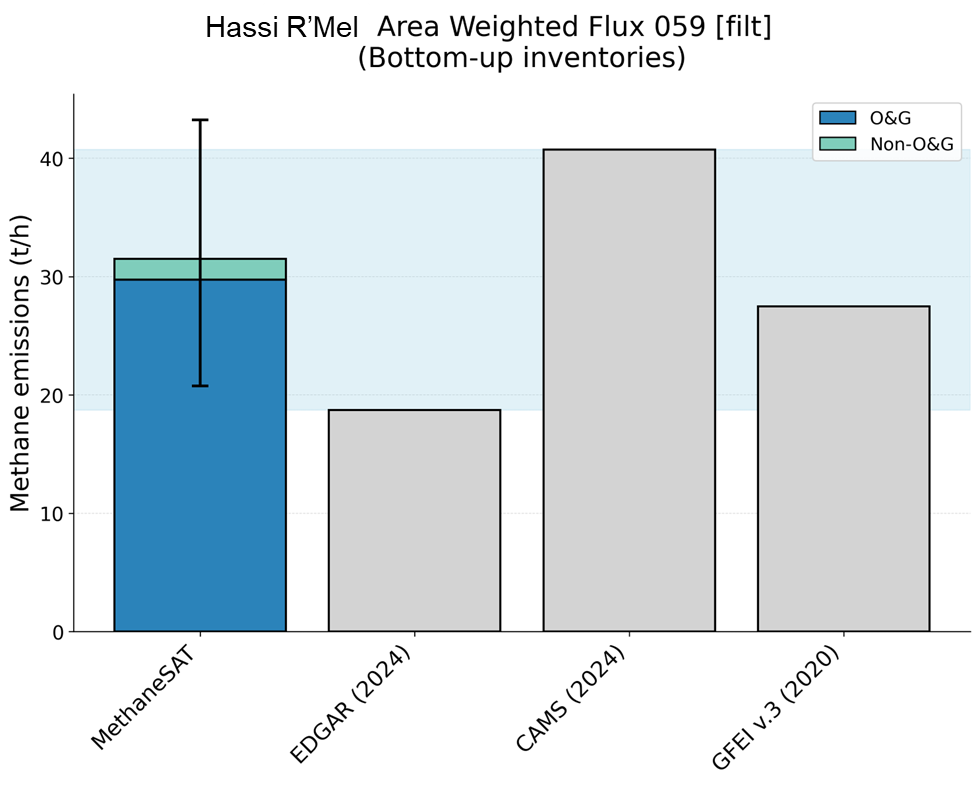 Hassi R’Mel Area Weighted Flux 059 [filt]
(Bottom-up inventories)
O&G
Non-O&G
Methane emissions (t/h)
40
30
20
10
0
MethaneSAT
EDGAR (2024)
CAMS (2024)
GFEI v.3 (2020)